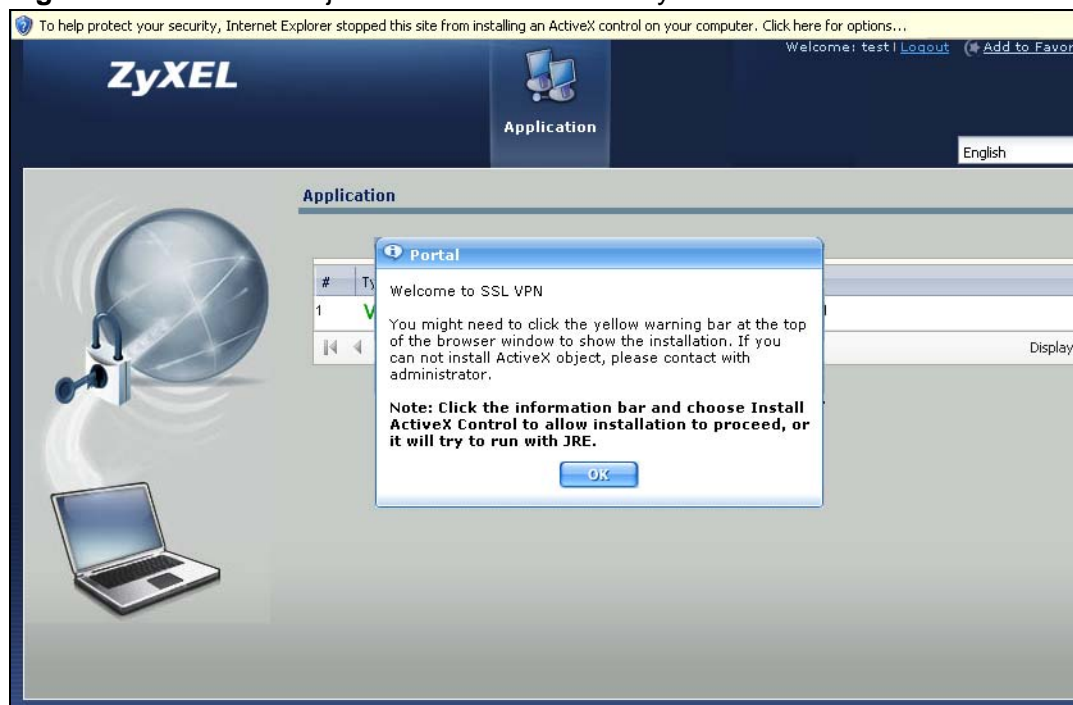 To help protect your security, Internet Explorer stopped this site from installing an ActiveX control on your computer. Click here for options...
Welcome: test | Logout ( Add to Favor
ZyXEL
Application
English
Application
Portal
# Ty
Welcome to SSL VPN
1
You might need to click the yellow warning bar at the top
of the browser window to show the installation. If you
can not install ActiveX object, please contact with
administrator.
Display
Note: Click the information bar and choose Install
ActiveX Control to allow installation to proceed, or
it will try to run with JRE.
OK